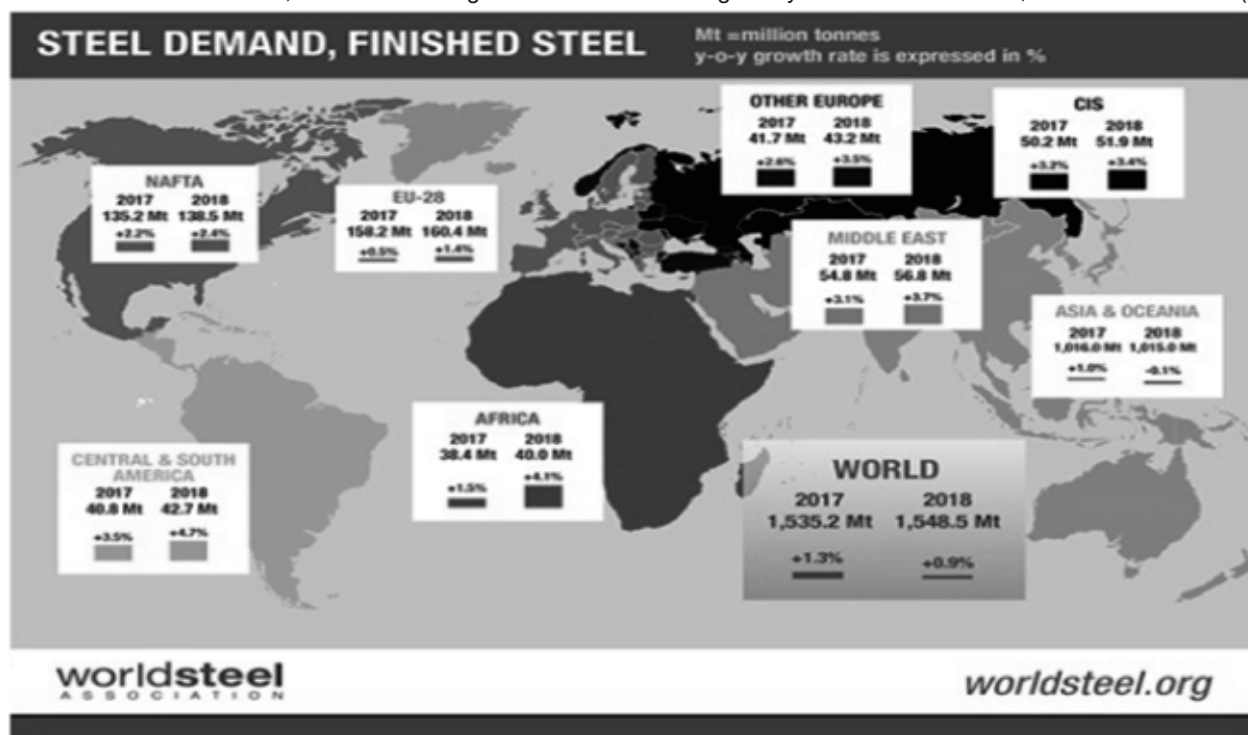 STEEL DEMAND, FINISHED STEEL
Mt =million tonnes
y-o-y growth rate is expressed in %
OTHER EUROPE
2017 2018
41.7 Mt 43.2 Mt
+2.6% +3.5%
CIS
2017 2018
50.2 Mt 51.9 Mt
+3.2% +3.4%
NAFTA
2017 2018
135.2 Mt 138.5 Mt
+2.2% +2.4%
EU-28
2017 2018
158.2 Mt 160.4 Mt
+0.5% +1.4%
MIDDLE EAST
2017 2018
54.8 Mt 56.8 Mt
+3.1% +3.7%
ASIA & OCEANIA
2017 2018
1,016.0 Mt 1,015.0 Mt
+1.0% -0.1%
AFRICA
2017 2018
38.4 Mt 40.0 Mt
+1.5% +4.1%
CENTRAL & SOUTH
AMERICA
2017 2018
40.8 Mt 42.7 Mt
+3.5% +4.7%
WORLD
2017 2018
1,535.2 Mt 1,548.5 Mt
+1.3% +0.9%
worldsteel
ASSOCIATION
worldsteel.org